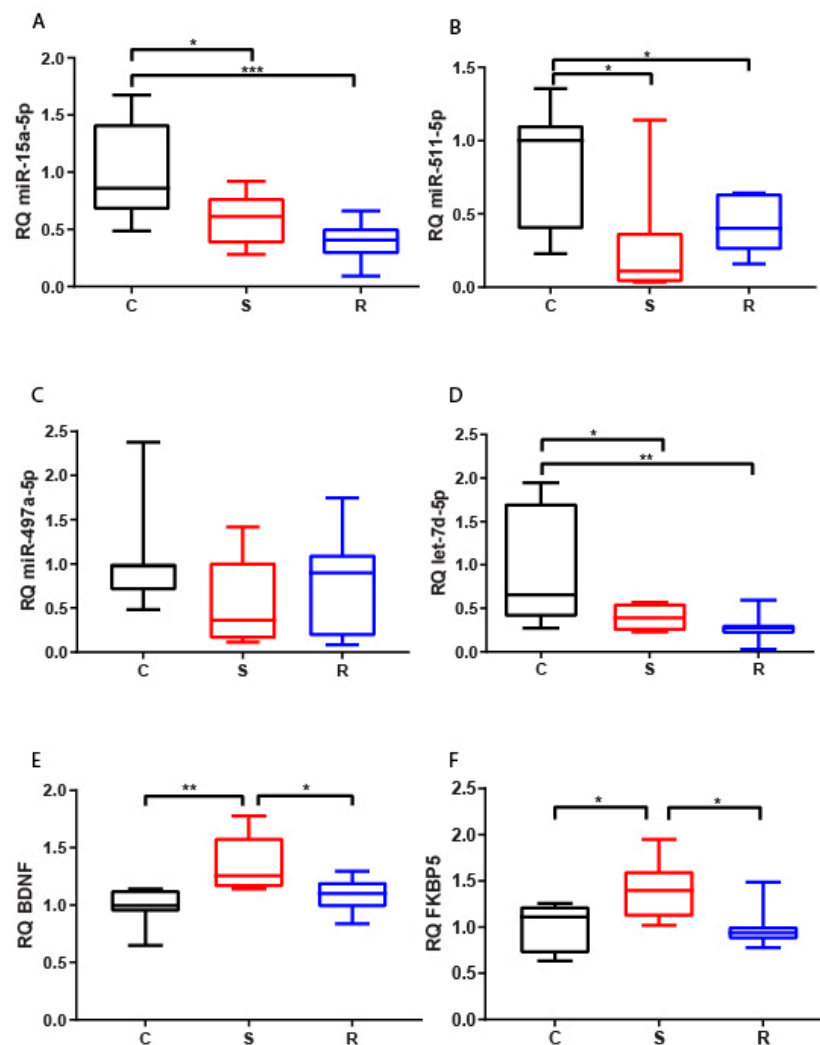 A
RQ miR-15a-5p
2.0
1.5
1.0
0.5
0.0
*
***
C S R
B
RQ miR-511-5p
1.5
1.0
0.5
0.0
*
*
C S R
C
RQ miR-497a-5p
2.5
2.0
1.5
1.0
0.5
0.0
C S R
D
RQ let-7d-5p
2.5
2.0
1.5
1.0
0.5
0.0
*
**
C S R
E
RQ BDNF
2.0
1.5
1.0
0.5
0.0
** *
C S R
F
RQ FKBP5
2.5
2.0
1.5
1.0
0.5
0.0
* *
C S R